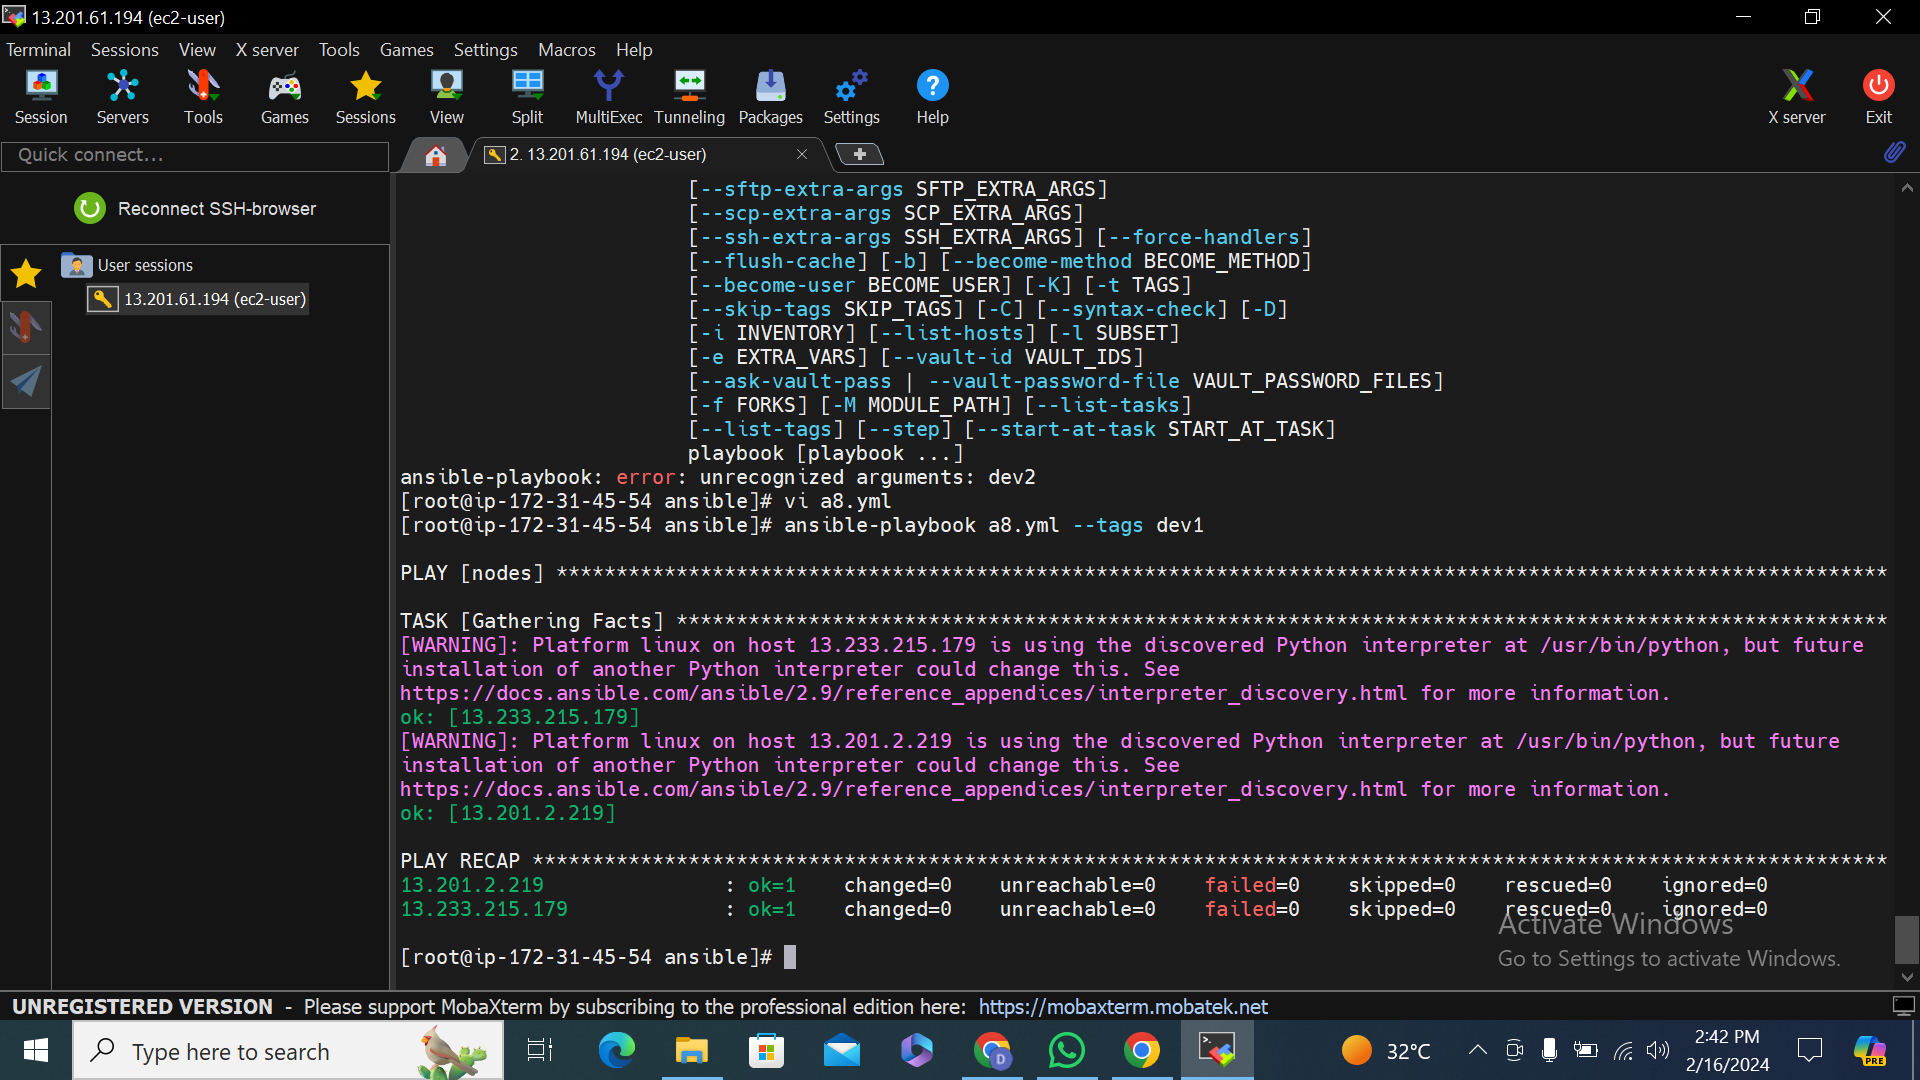 13.201.61.194 (ec2-user)
Terminal Sessions View X server Tools Games Settings Macros Help
Session Servers Tools Games Sessions View Split MultiExec Tunneling Packages Settings Help X server Exit
Quick connect...
2. 13.201.61.194 (ec2-user)
Reconnect SSH-browser
User sessions
13.201.61.194 (ec2-user)
[--sftp-extra-args SFTP_EXTRA_ARGS]
[--scp-extra-args SCP_EXTRA_ARGS]
[--ssh-extra-args SSH_EXTRA_ARGS] [--force-handlers]
[--flush-cache] [-b] [--become-method BECOME_METHOD]
[--become-user BECOME_USER] [-K] [-t TAGS]
[--skip-tags SKIP_TAGS] [-C] [--syntax-check] [-D]
[-i INVENTORY] [--list-hosts] [-l SUBSET]
[-e EXTRA_VARS] [--vault-id VAULT_IDS]
[--ask-vault-pass | --vault-password-file VAULT_PASSWORD_FILES]
[-f FORKS] [-M MODULE_PATH] [--list-tasks]
[--list-tags] [--step] [--start-at-task START_AT_TASK]
playbook [playbook ...]
ansible-playbook: error: unrecognized arguments: dev2
[root@ip-172-31-45-54 ansible]# vi a8.yml
[root@ip-172-31-45-54 ansible]# ansible-playbook a8.yml --tags dev1
PLAY [nodes] ***************************************************************************************************************
TASK [Gathering Facts] *****************************************************************************************************
[WARNING]: Platform linux on host 13.233.215.179 is using the discovered Python interpreter at /usr/bin/python, but future
installation of another Python interpreter could change this. See
https://docs.ansible.com/ansible/2.9/reference_appendices/interpreter_discovery.html for more information.
ok: [13.233.215.179]
[WARNING]: Platform linux on host 13.201.2.219 is using the discovered Python interpreter at /usr/bin/python, but future
installation of another Python interpreter could change this. See
https://docs.ansible.com/ansible/2.9/reference_appendices/interpreter_discovery.html for more information.
ok: [13.201.2.219]
PLAY RECAP *****************************************************************************************************************
13.201.2.219 : ok=1 changed=0 unreachable=0 failed=0 skipped=0 rescued=0 ignored=0
13.233.215.179 : ok=1 changed=0 unreachable=0 failed=0 skipped=0 rescued=0 ignored=0
Activate Windows
[root@ip-172-31-45-54 ansible]#
Go to Settings to activate Windows.
UNREGISTERED VERSION - Please support MobaXterm by subscribing to the professional edition here: https://mobaxterm.mobatek.net
Type here to search
D
32°C
PRE
2:42 PM
2/16/2024